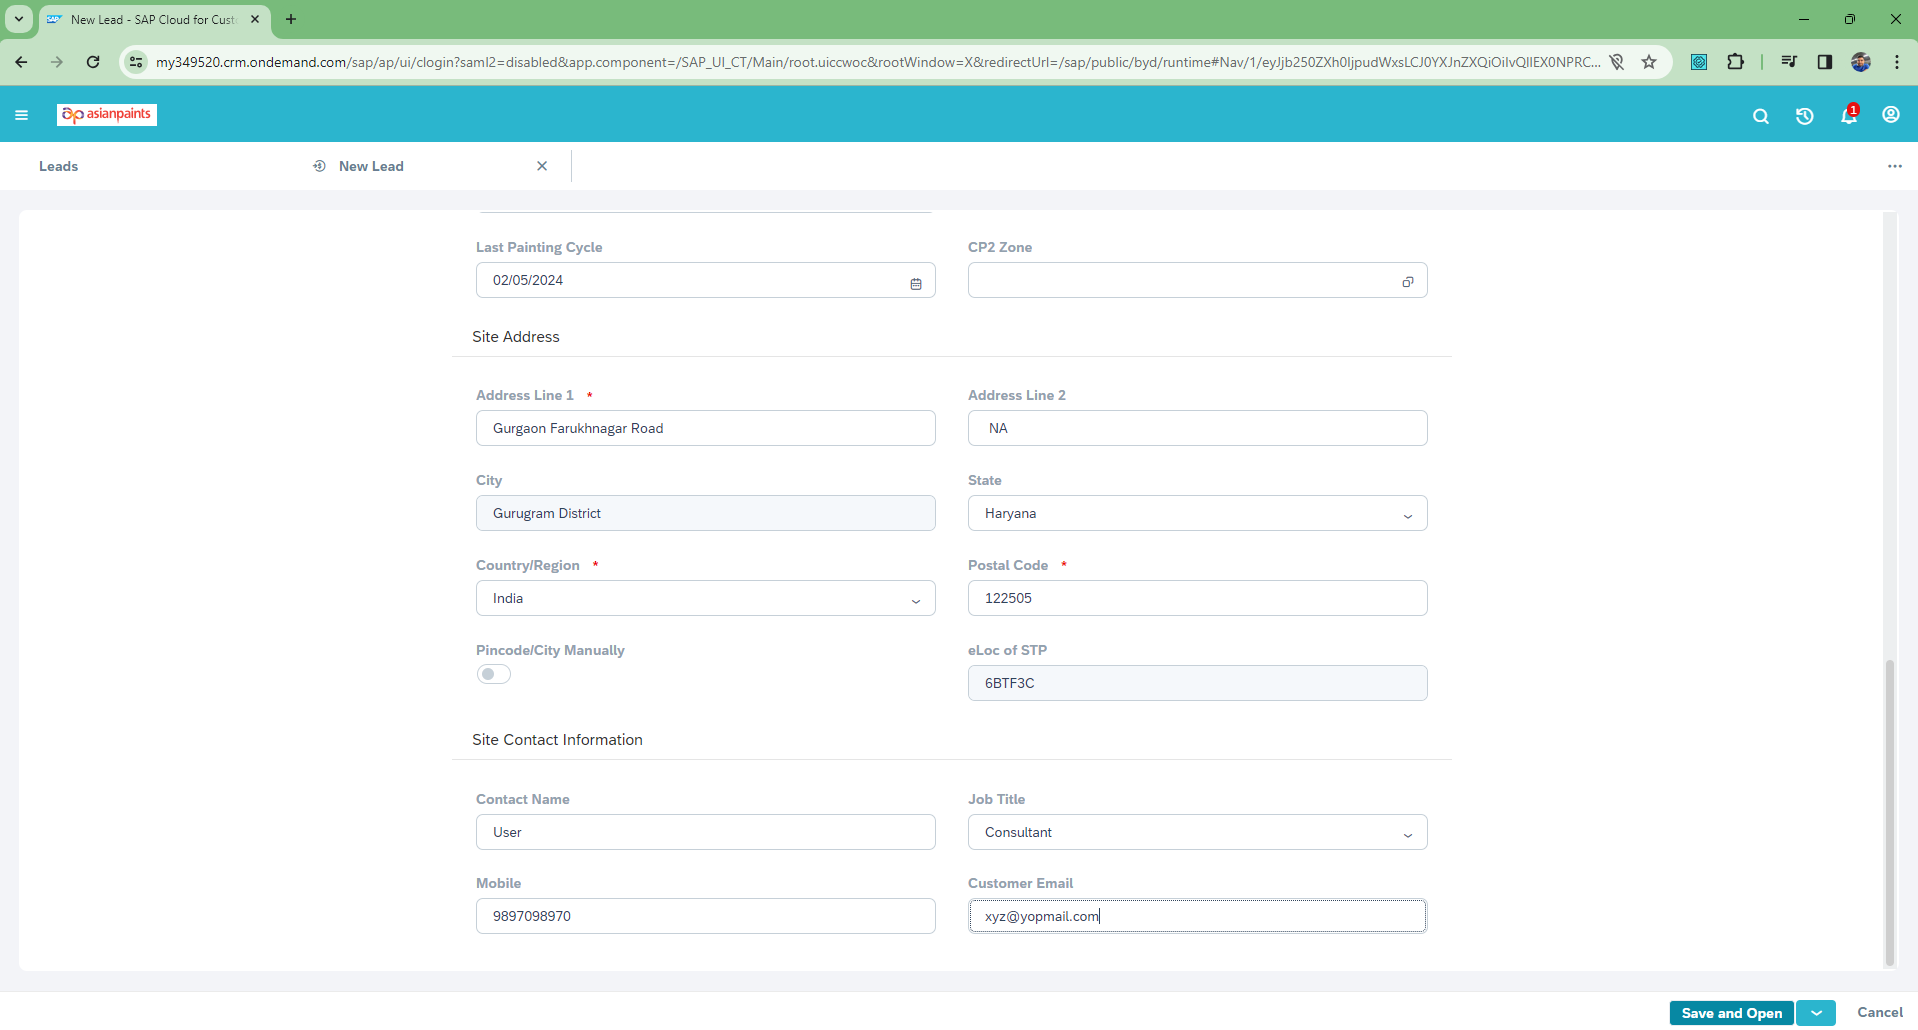 New Lead - SAP Cloud for Cust
my349520.crm.ondemand.com/sap/ap/ui/clogin?saml2=disabled&app.component=/SAP_UI_CT/Main/root.uiccwoc&rootWindow=X&redirectUrl=/sap/public/byd/runtime#Nav/1/eyJjb250ZXh0IjpudWxsLCJ0YXJnZXQiOiIvQllEX0NPRC...
asianpaints
1
Leads
New Lead
Last Painting Cycle
CP2 Zone
02/05/2024
Site Address
Address Line 1 *
Address Line 2
Gurgaon Farukhnagar Road
NA
City
State
Gurugram District
Haryana
Country/Region *
Postal Code *
India
122505
Pincode/City Manually
eLoc of STP
6BTF3C
Site Contact Information
Contact Name
Job Title
User
Consultant
Mobile
Customer Email
9897098970
xyz@yopmail.com
Save and Open
Cancel